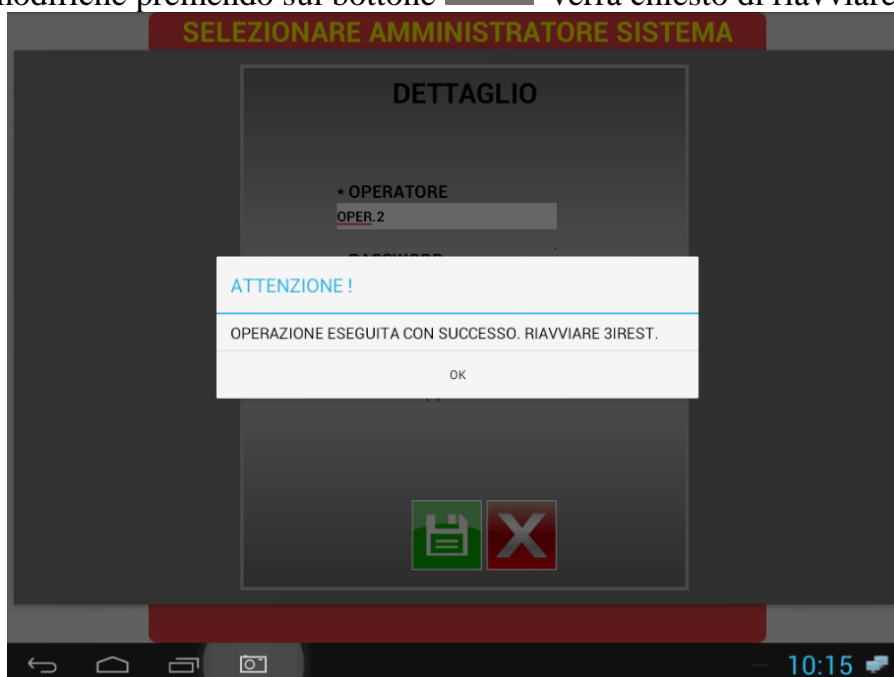 modifiche premendo sul bottone verrà chiesto di riavviare
SELEZIONARE AMMINISTRATORE SISTEMA
DETTAGLIO
* OPERATORE
OPER.2
ATTENZIONE !
OPERAZIONE ESEGUITA CON SUCCESSO. RIAVVIARE 3IREST.
OK
10:15